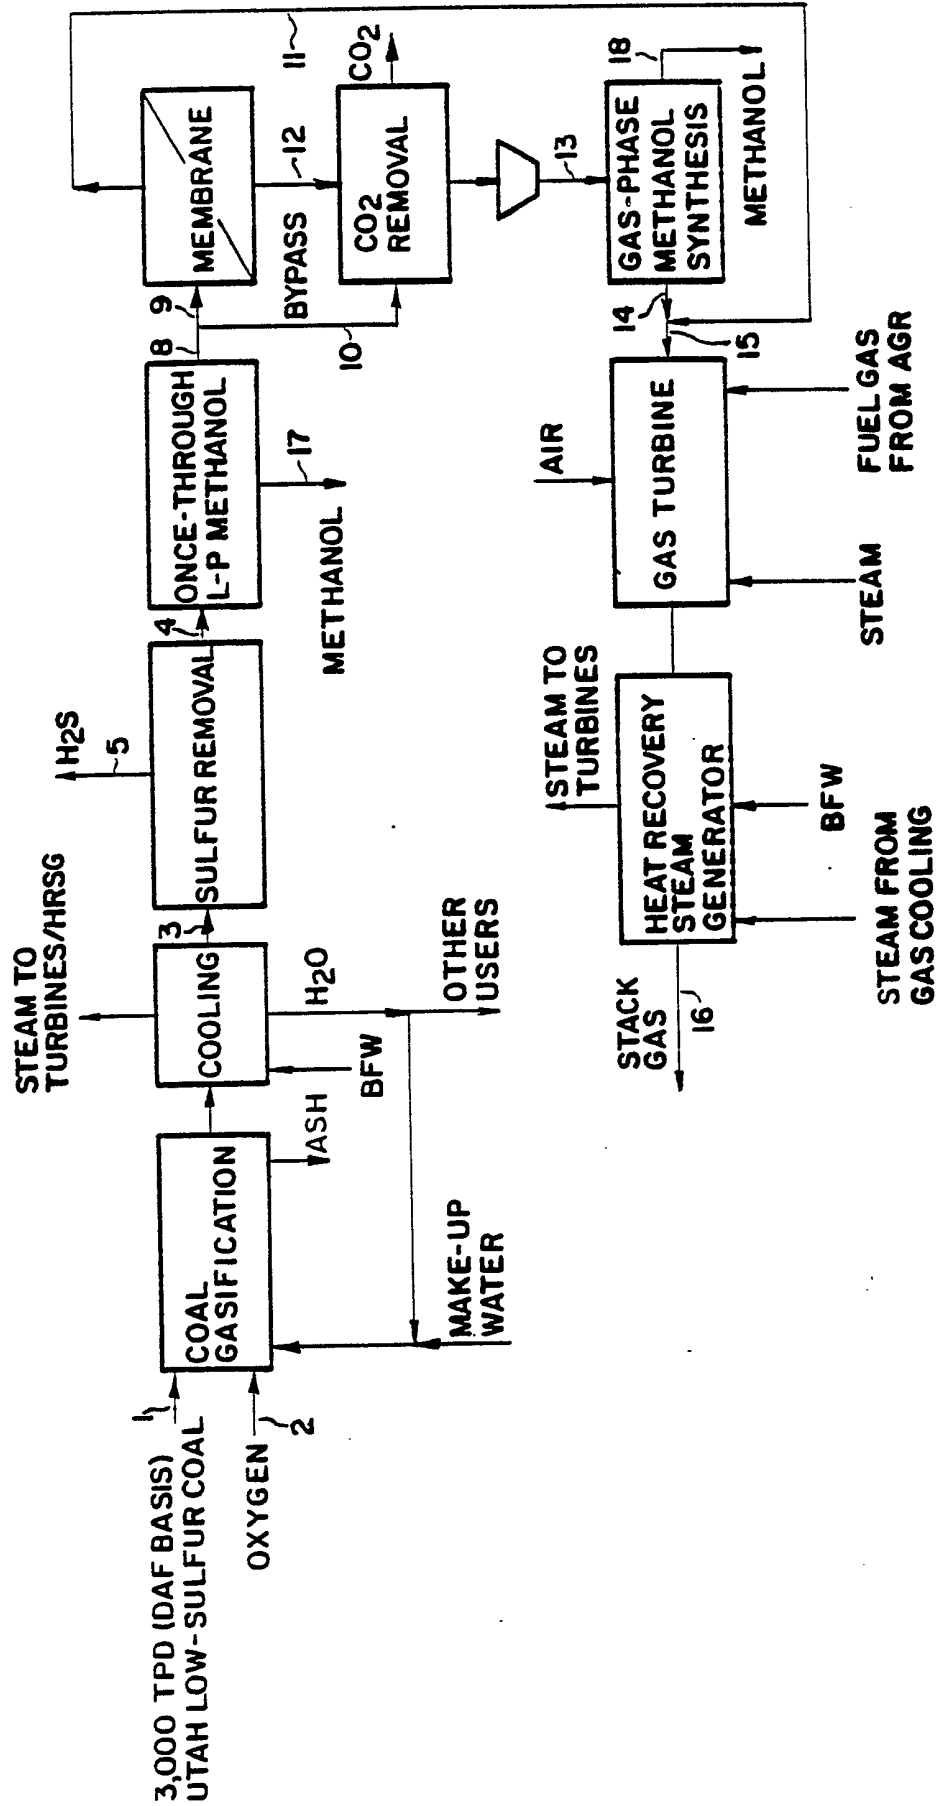 3,000 TPD (DAF BASIS)
UTAH LOW-SULFUR COAL
1
OXYGEN
2
COAL
GASIFICATION
ASH
MAKE-UP
WATER
STEAM TO
TURBINES/HRSG
COOLING
BFW
H2O
OTHER
USERS
3
SULFUR REMOVAL
H2S
5
4
ONCE-THROUGH
L-P METHANOL
17
METHANOL
18
9
BYPASS
10
MEMBRANE
11
12
CO2
REMOVAL
CO2
13
GAS-PHASE
METHANOL
SYNTHESIS
18
METHANOL
14
15
GAS TURBINE
AIR
FUEL GAS
FROM AGR
STEAM
HEAT RECOVERY
STEAM
GENERATOR
STEAM TO
TURBINES
BFW
STEAM FROM
GAS COOLING
STACK
GAS
16